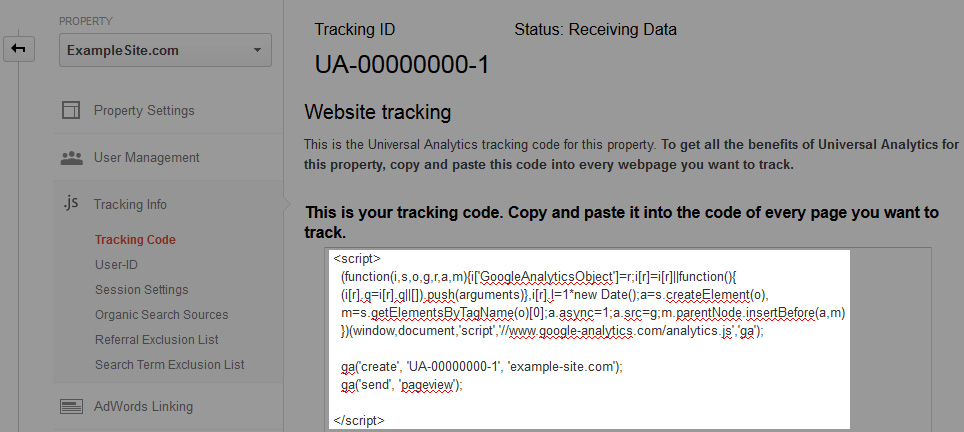 PROPERTY
ExampleSite.com
Property Settings
User Management
.js Tracking Info
Tracking Code
User-ID
Session Settings
Organic Search Sources
Referral Exclusion List
Search Term Exclusion List
AdWords Linking
Tracking ID
Status: Receiving Data
UA-00000000-1
Website tracking
This is the Universal Analytics tracking code for this property. To get all the benefits of Universal Analytics for
this property, copy and paste this code into every webpage you want to track.
This is your tracking code. Copy and paste it into the code of every page you want to
track.
<script>
(function(i,s,o,g,r,a,m){i['GoogleAnalyticsObject']=r;i[r]=i[r]||function(){
(i[r].q=i[r].q||[]).push(arguments)},i[r].l=1*new Date();a=s.createElement(o),
m=s.getElementsByTagName(o)[0];a.async=1;a.src=g;m.parentNode.insertBefore(a,m)
})(window,document,'script','//www.google-analytics.com/analytics.js','ga');
ga('create', 'UA-00000000-1', 'example-site.com');
ga('send', 'pageview');
</script>